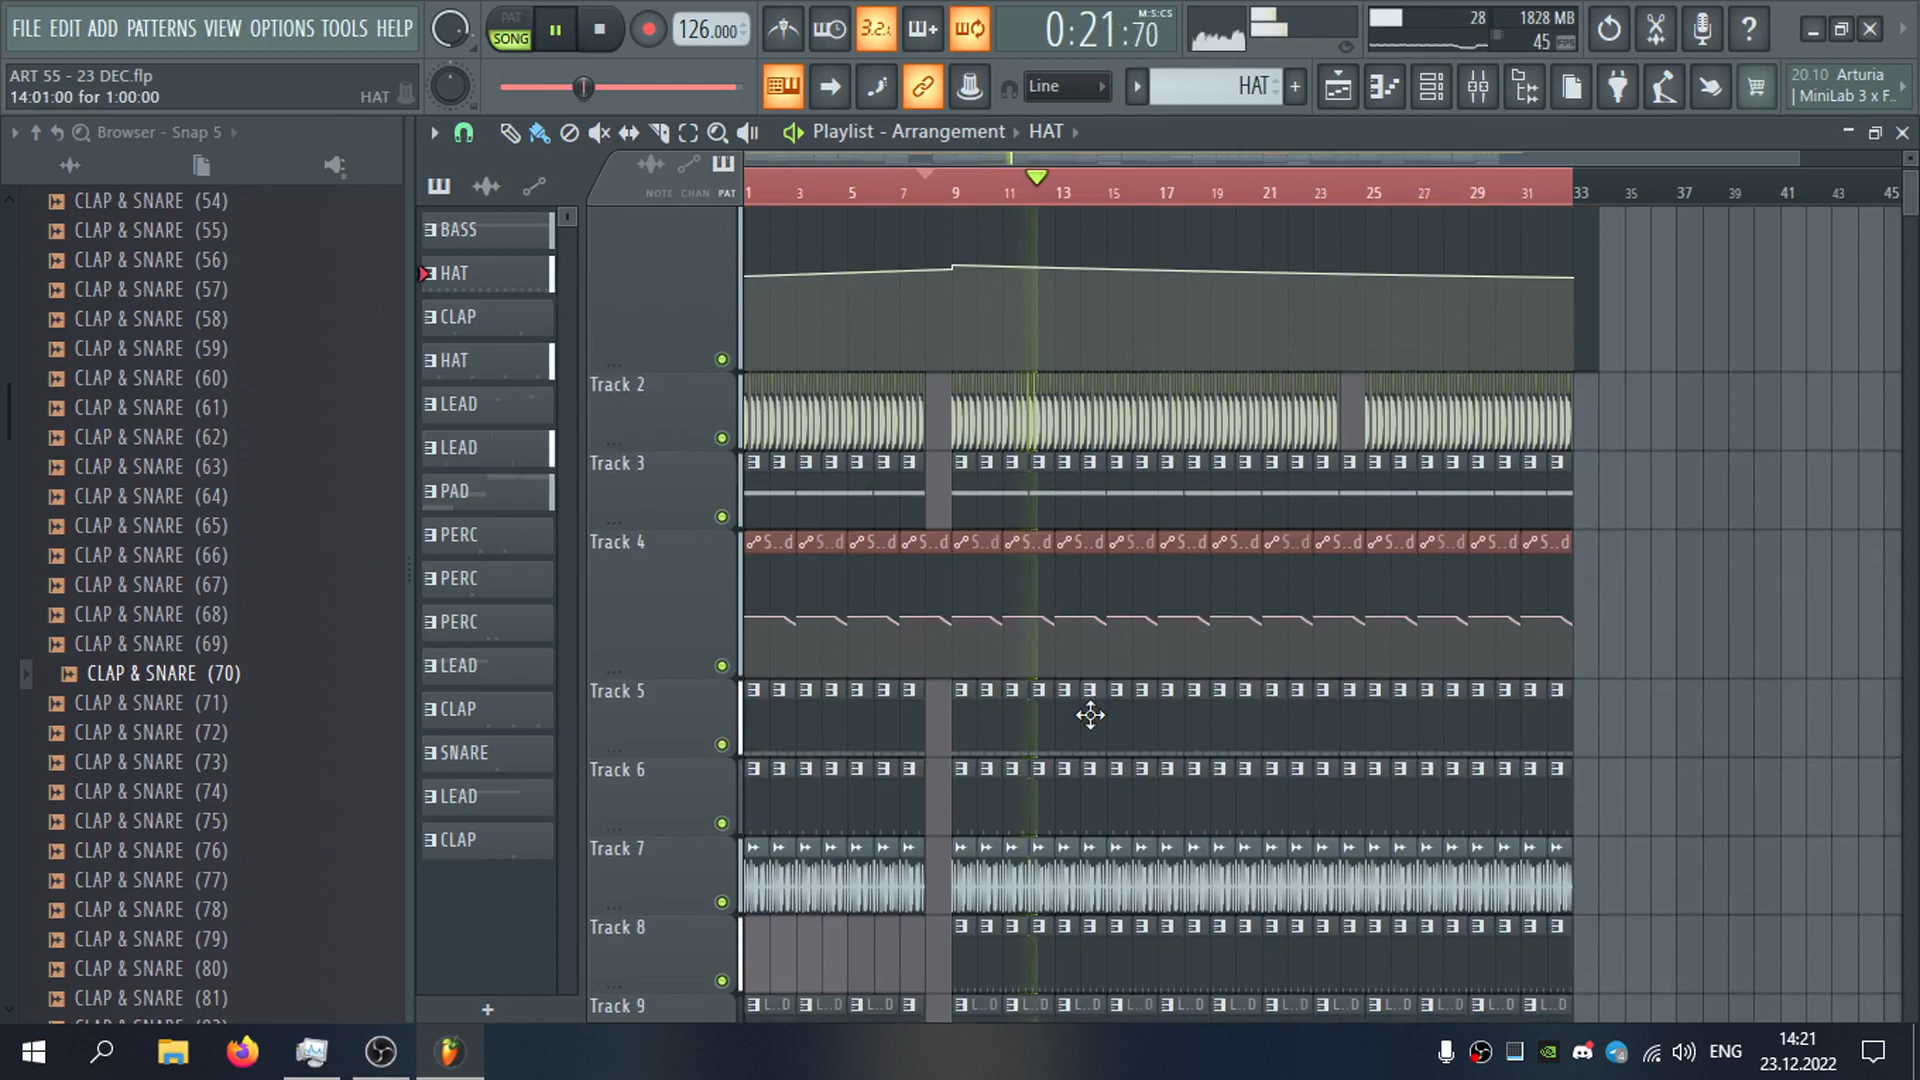 FILE EDIT ADD PATTERNS VIEW OPTIONS TOOLS HELP
PAT
SONG
126.000
3.2.
M:S:CS
0:21:70
28
1828 MB
45
ART 55 - 23 DEC.flp
14:01:00 for 1:00:00
HAT
Line
HAT
20.10 Arturia
| MiniLab 3 x F..
Browser - Snap 5
Playlist - Arrangement › HAT
NOTE CHAN PAT
1 3 5 7 9 11 13 15 17 19 21 23 25 27 29 31 33 35 37 39 41 43 45
CLAP & SNARE (54)
CLAP & SNARE (55)
CLAP & SNARE (56)
CLAP & SNARE (57)
CLAP & SNARE (58)
CLAP & SNARE (59)
CLAP & SNARE (60)
CLAP & SNARE (61)
CLAP & SNARE (62)
CLAP & SNARE (63)
CLAP & SNARE (64)
CLAP & SNARE (65)
CLAP & SNARE (66)
CLAP & SNARE (67)
CLAP & SNARE (68)
CLAP & SNARE (69)
CLAP & SNARE (70)
CLAP & SNARE (71)
CLAP & SNARE (72)
CLAP & SNARE (73)
CLAP & SNARE (74)
CLAP & SNARE (75)
CLAP & SNARE (76)
CLAP & SNARE (77)
CLAP & SNARE (78)
CLAP & SNARE (79)
CLAP & SNARE (80)
CLAP & SNARE (81)
BASS
HAT
CLAP
HAT
LEAD
LEAD
PAD
PERC
PERC
PERC
LEAD
CLAP
SNARE
LEAD
CLAP
Track 2
Track 3
Track 4
S..d S..d S..d S..d S..d S..d S..d S..d S..d S..d S..d S..d S..d S..d S..d S..d
Track 5
Track 6
Track 7
Track 8
Track 9
L..D L..D L..D L..D L..D L..D L..D L..D L..D L..D L..D L..D L..D L..D L..D
ENG
14:21
23.12.2022